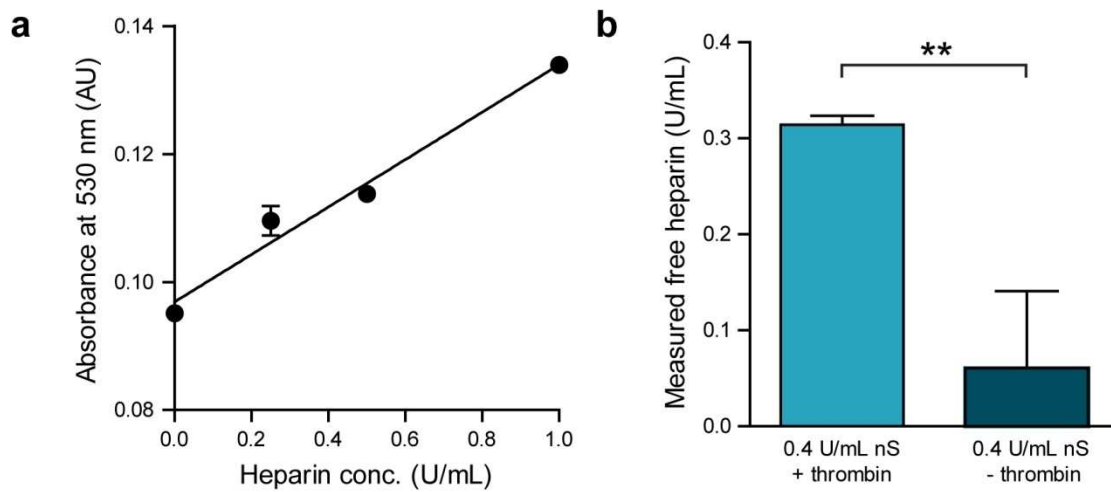 a
Absorbance at 530 nm (AU)
0.14
0.12
0.10
0.08
0.0 0.2 0.4 0.6 0.8 1.0
Heparin conc. (U/mL)
b
Measured free heparin (U/mL)
0.4
0.3
0.2
0.1
0.0
**
0.4 U/mL nS
+ thrombin
0.4 U/mL nS
- thrombin